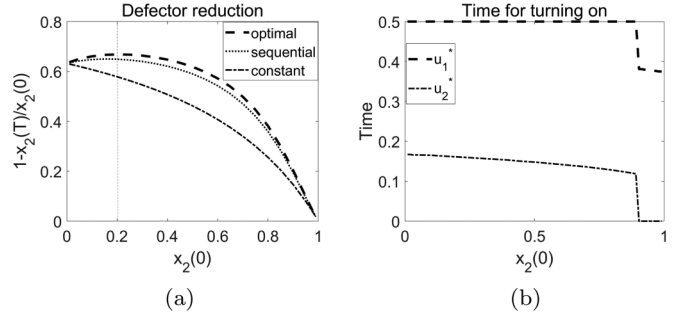 Defector reduction
0.8
0.6
0.4
0.2
0
1-x2(T)/x2(0)
optimal
sequential
constant
0 0.2 0.4 0.6 0.8 1
x2(0)
(a)
Time for turning on
0.5
0.4
0.3
0.2
0.1
0
Time
u1*
u2*
0 0.5 1
x2(0)
(b)